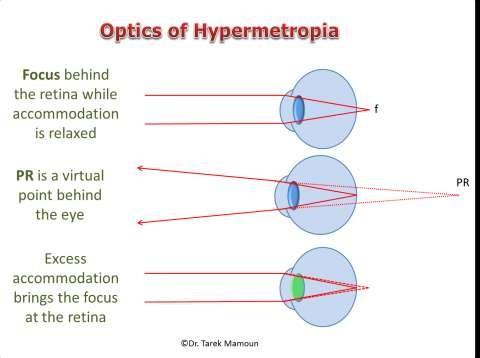 Optics of Hypermetropia
Focus behind
the retina while
accommodation
is relaxed
f
PR is a virtual
point behind
the eye
PR
Excess
accommodation
brings the focus
at the retina
©Dr. Tarek Mamoun